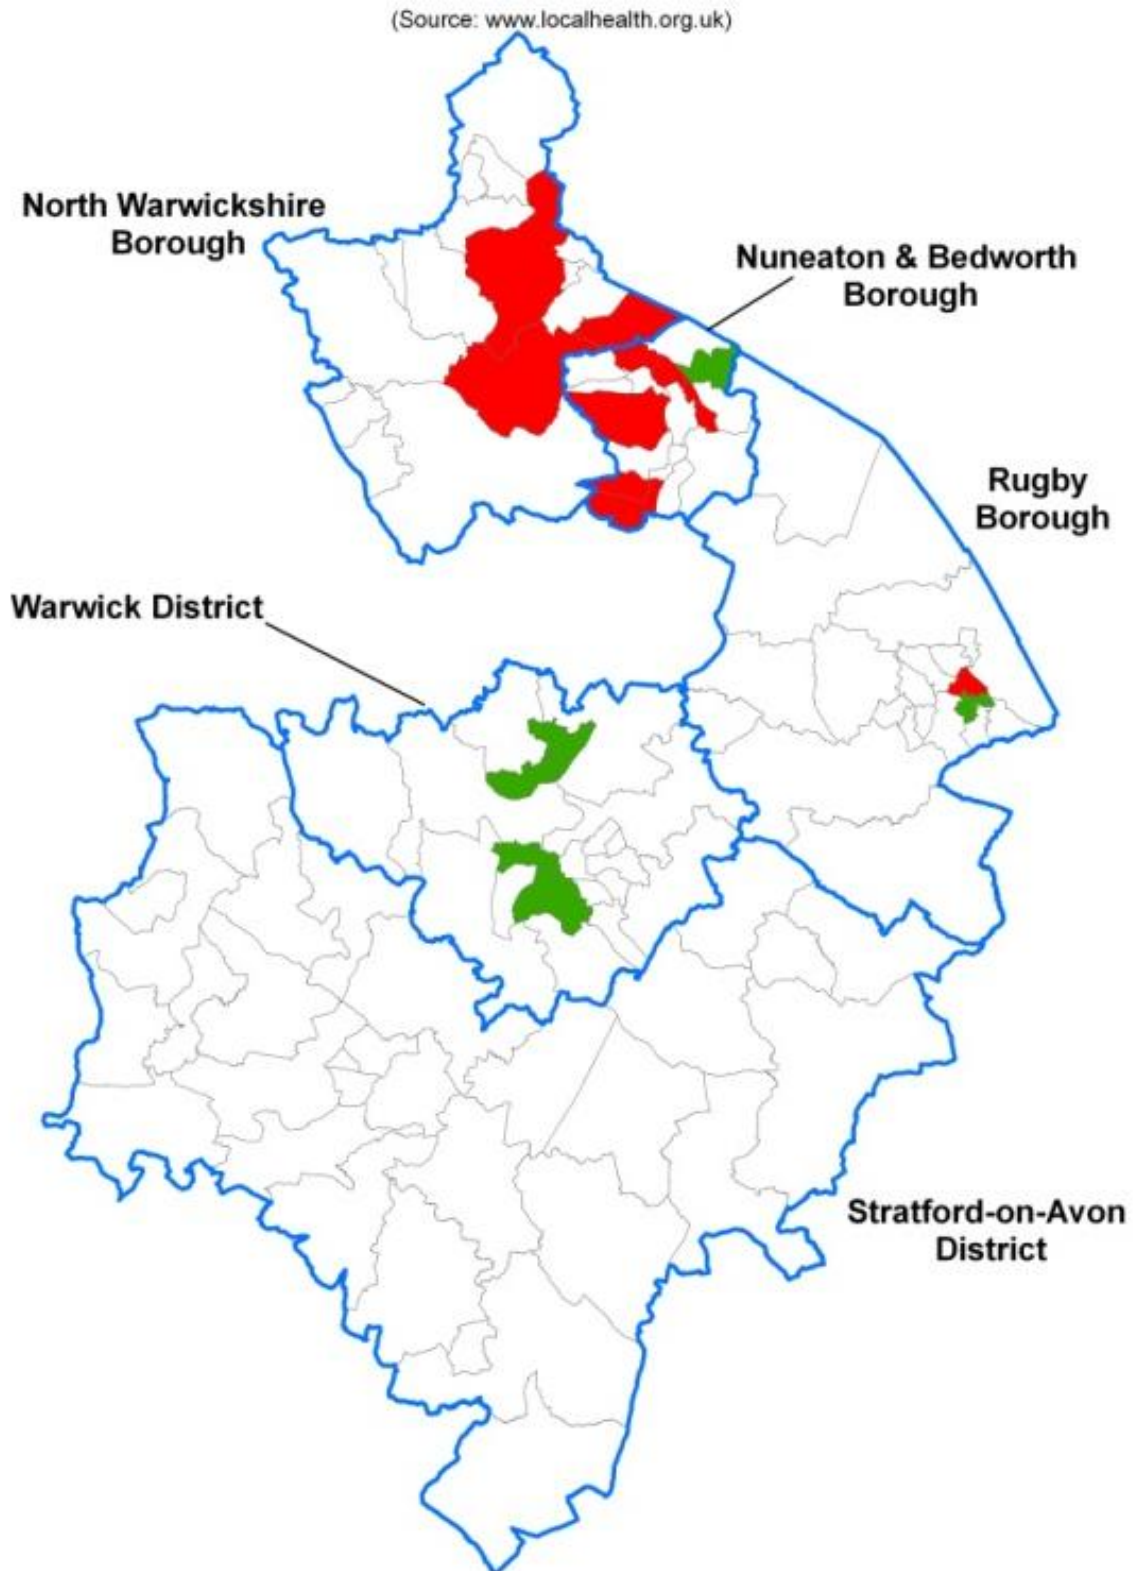 (Source: www.localhealth.org.uk)
North Warwickshire
Borough
Nuneaton & Bedworth
Borough
Rugby
Borough
Warwick District
Stratford-on-Avon
District